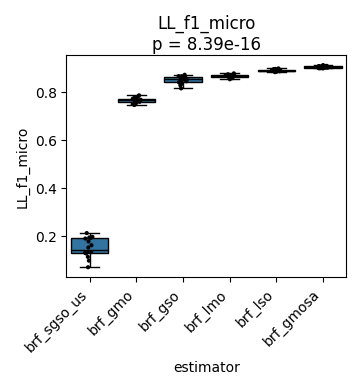 LL_f1_micro
p = 8.39e-16
LL_f1_micro
0.8
0.6
0.4
0.2
brf_sgso_us
brf_gmo
brf_gso
brf_lmo
brf_lso
brf_gmosa
estimator